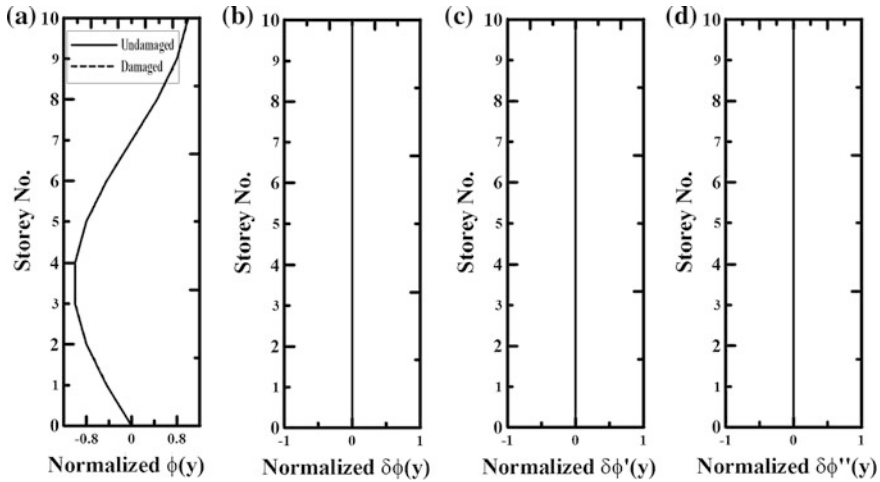 (a)
Undamaged
Damaged
Storey No.
10
9
8
7
6
5
4
3
2
1
0
-0.8 0 0.8
Normalized ϕ(y)
(b)
Storey No.
10
9
8
7
6
5
4
3
2
1
0
-1 0 1
Normalized δϕ(y)
(c)
Storey No.
10
9
8
7
6
5
4
3
2
1
0
-1 0 1
Normalized δϕ'(y)
(d)
Storey No.
10
9
8
7
6
5
4
3
2
1
0
-1 0 1
Normalized δϕ''(y)